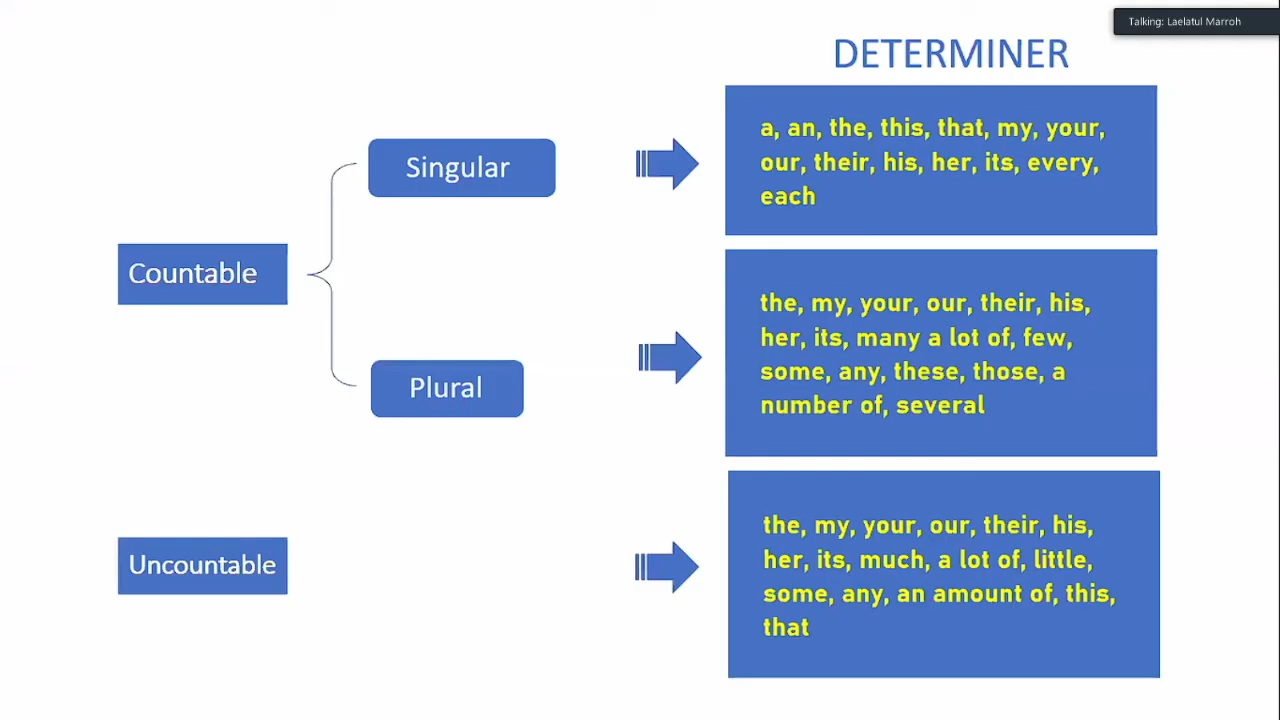 Talking: Laelatul Marroh
DETERMINER
Countable
Singular
a, an, the, this, that, my, your,
our, their, his, her, its, every,
each
Plural
the, my, your, our, their, his,
her, its, many a lot of, few,
some, any, these, those, a
number of, several
Uncountable
the, my, your, our, their, his,
her, its, much, a lot of, little,
some, any, an amount of, this,
that